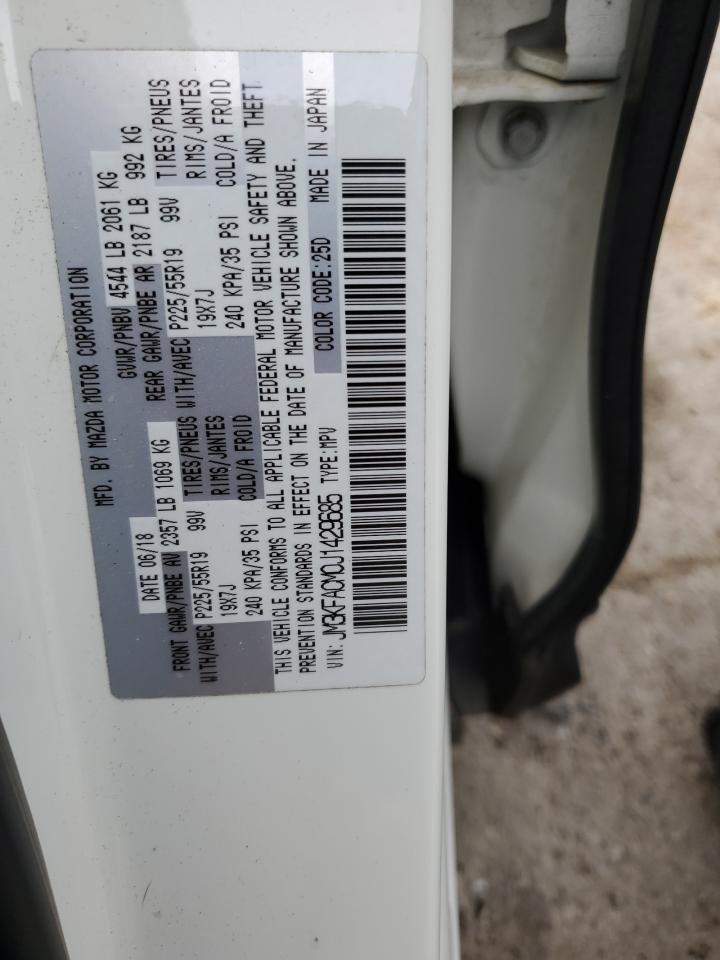 MFD. BY MAZDA MOTOR CORPORATION
DATE 06/18 GVWR/PNBV 4544 LB 2061 KG
FRONT GAWR/PNBE AV 2357 LB 1069 KG REAR GAWR/PNBE AR 2187 LB 992 KG
WITH/AVEC P225/55R19 99V TIRES/PNEUS WITH/AVEC P225/55R19 99V TIRES/PNEUS
19X7J RIMS/JANTES 19X7J RIMS/JANTES
240 KPA/35 PSI COLD/A FROID 240 KPA/35 PSI COLD/A FROID
THIS VEHICLE CONFORMS TO ALL APPLICABLE FEDERAL MOTOR VEHICLE SAFETY AND THEFT
PREVENTION STANDARDS IN EFFECT ON THE DATE OF MANUFACTURE SHOWN ABOVE.
VIN: JM3KFACM0J1429685 TYPE:MPV COLOR CODE:25D MADE IN JAPAN